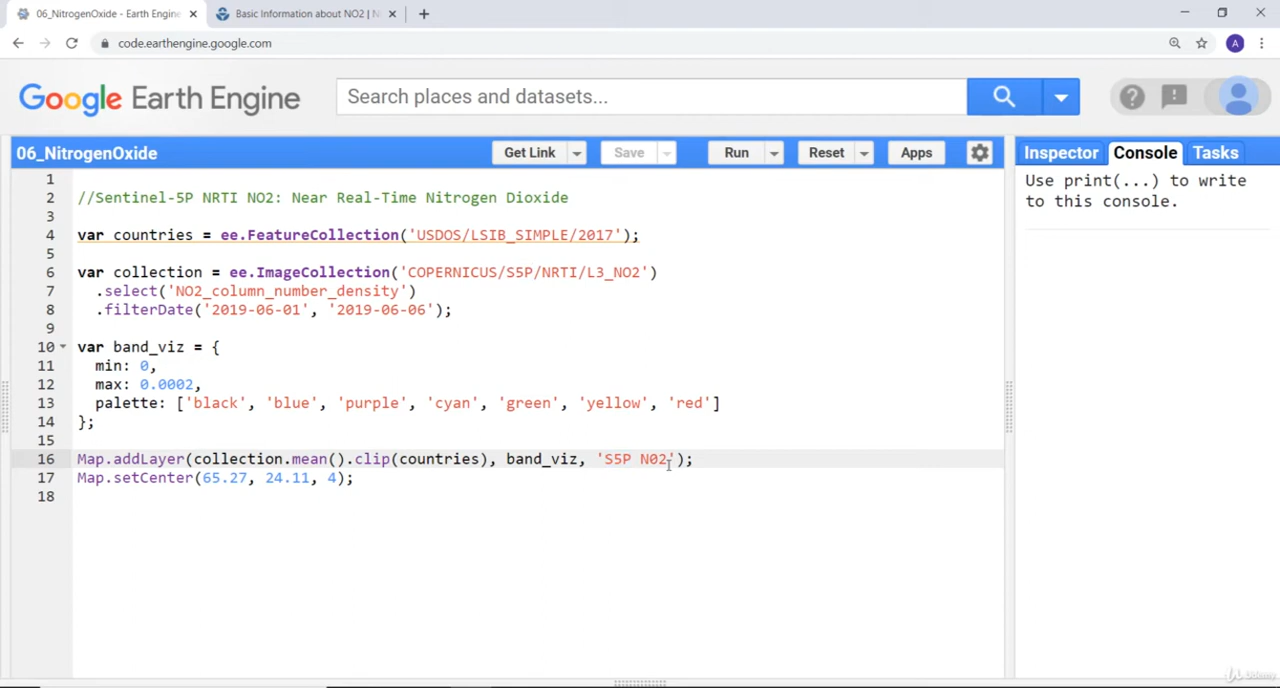 06_NitrogenOxide - Earth Engine
Basic Information about NO2 | N
code.earthengine.google.com
A
Google Earth Engine
Search places and datasets...
06_NitrogenOxide
Get Link
Save
Run
Reset
Apps
Inspector
Console
Tasks
Use print(...) to write
to this console.
1
2 //Sentinel-5P NRTI NO2: Near Real-Time Nitrogen Dioxide
3
4 var countries = ee.FeatureCollection('USDOS/LSIB_SIMPLE/2017');
5
6 var collection = ee.ImageCollection('COPERNICUS/S5P/NRTI/L3_NO2')
7 .select('NO2_column_number_density')
8 .filterDate('2019-06-01', '2019-06-06');
9
10 var band_viz = {
11 min: 0,
12 max: 0.0002,
13 palette: ['black', 'blue', 'purple', 'cyan', 'green', 'yellow', 'red']
14 };
15
16 Map.addLayer(collection.mean().clip(countries), band_viz, 'S5P N02');
17 Map.setCenter(65.27, 24.11, 4);
18
Udemy